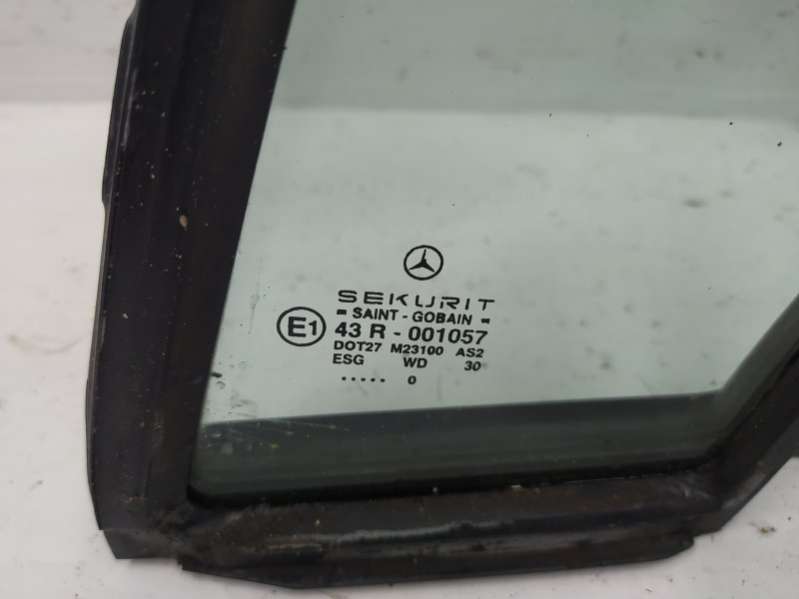 SEKURIT
SAINT - GOBAIN
E1 43 R - 001057
DOT27 M23100 AS2
ESG WD 30
..... 0